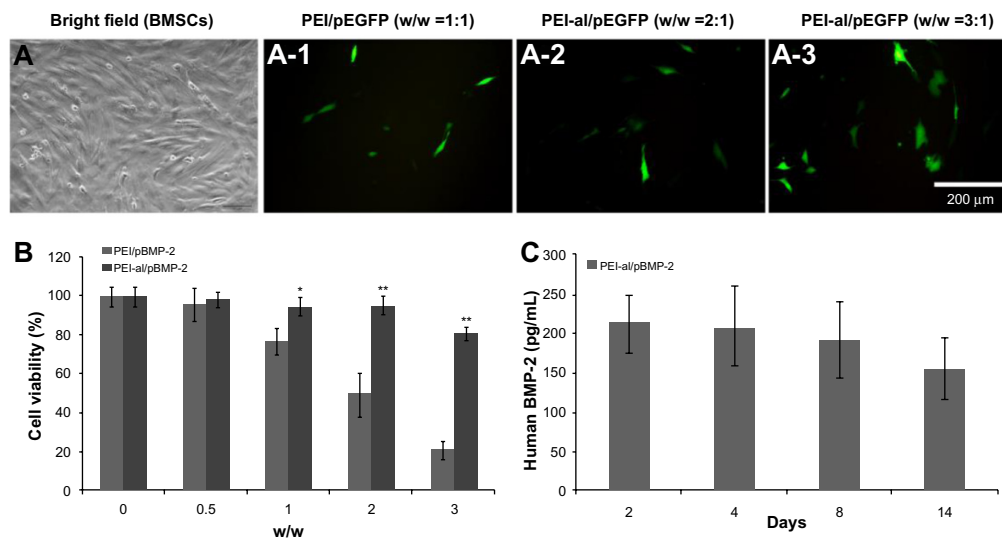 Bright field (BMSCs)
PEI/pEGFP (w/w =1:1)
PEI-al/pEGFP (w/w =2:1)
PEI-al/pEGFP (w/w =3:1)
A
A-1
A-2
A-3
200 µm
B
PEI/pBMP-2
PEI-al/pBMP-2
Cell viability (%)
120
100
80
60
40
20
0
*
**
**
0
0.5
1
2
3
w/w
C
PEI-al/pBMP-2
Human BMP-2 (pg/mL)
300
250
200
150
100
50
0
2
4
8
14
Days